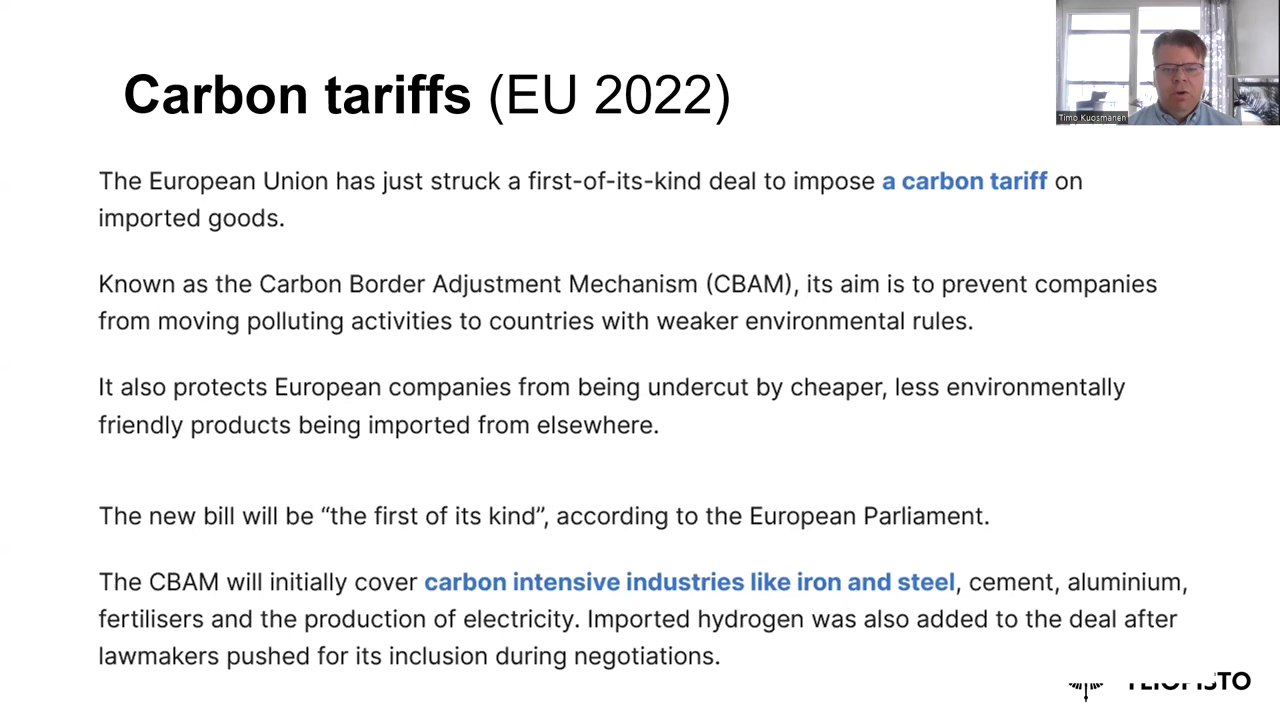 Carbon tariffs (EU 2022)
Timo Kuosmanen
The European Union has just struck a first-of-its-kind deal to impose a carbon tariff on
imported goods.
Known as the Carbon Border Adjustment Mechanism (CBAM), its aim is to prevent companies
from moving polluting activities to countries with weaker environmental rules.
It also protects European companies from being undercut by cheaper, less environmentally
friendly products being imported from elsewhere.
The new bill will be “the first of its kind”, according to the European Parliament.
The CBAM will initially cover carbon intensive industries like iron and steel, cement, aluminium,
fertilisers and the production of electricity. Imported hydrogen was also added to the deal after
lawmakers pushed for its inclusion during negotiations.